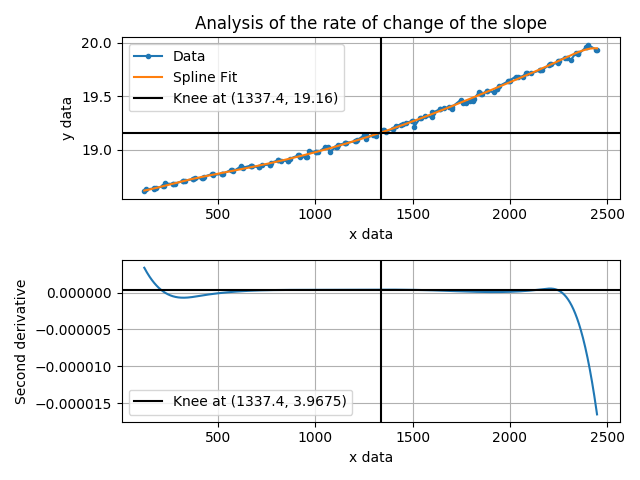 Analysis of the rate of change of the slope
20.0
19.5
19.0
y data
Data
Spline Fit
Knee at (1337.4, 19.16)
500 1000 1500 2000 2500
x data
0.000000
−0.000005
−0.000010
−0.000015
Second derivative
Knee at (1337.4, 3.9675)
500 1000 1500 2000 2500
x data